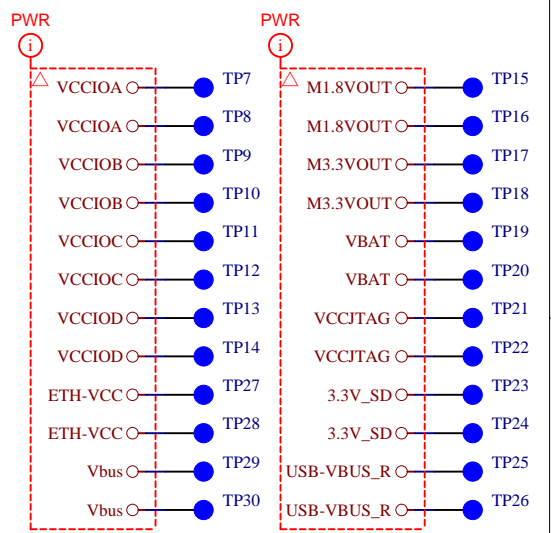 PWR
i
VCCIOA TP7
VCCIOA TP8
VCCIOB TP9
VCCIOB TP10
VCCIOC TP11
VCCIOC TP12
VCCIOD TP13
VCCIOD TP14
ETH-VCC TP27
ETH-VCC TP28
Vbus TP29
Vbus TP30
PWR
i
M1.8VOUT TP15
M1.8VOUT TP16
M3.3VOUT TP17
M3.3VOUT TP18
VBAT TP19
VBAT TP20
VCCJTAG TP21
VCCJTAG TP22
3.3V_SD TP23
3.3V_SD TP24
USB-VBUS_R TP25
USB-VBUS_R TP26